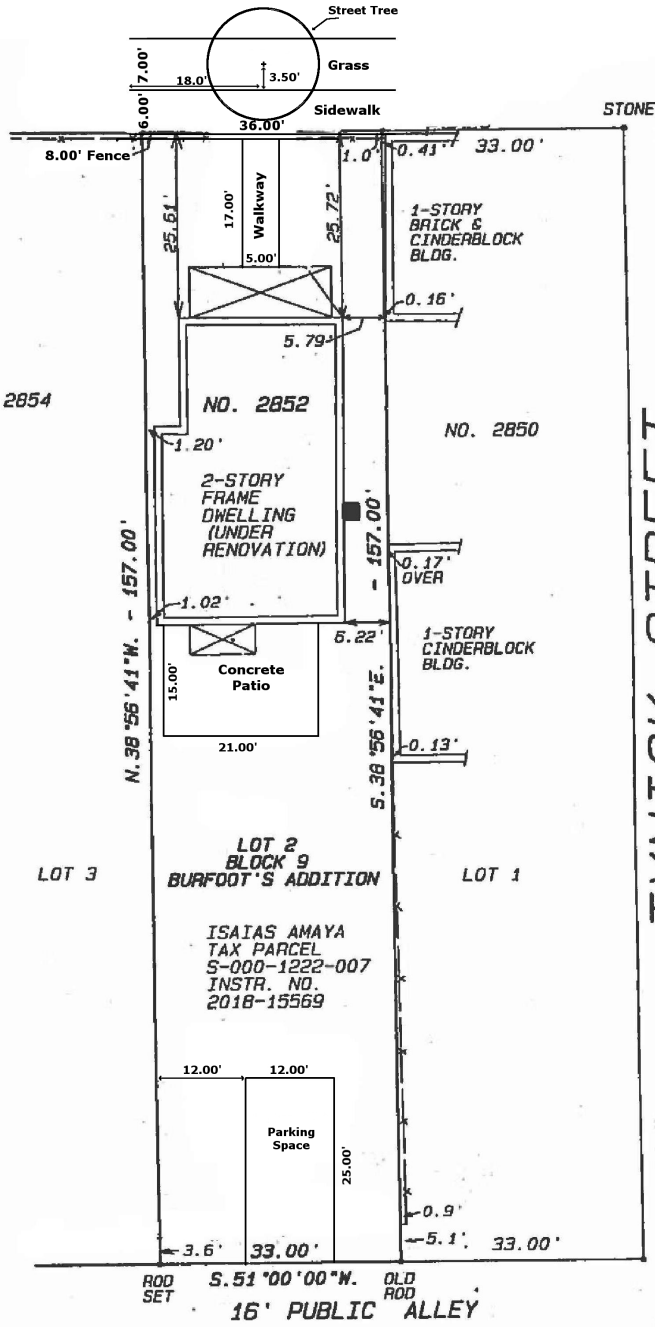 Street Tree
7.00'
18.0'
3.50'
Grass
6.00'
Sidewalk
36.00'
STONE
8.00' Fence
1.0'
0.41'
33.00'
25.61'
17.00'
Walkway
25.72'
5.00'
1-STORY
BRICK &
CINDERBLOCK
BLDG.
0.16'
5.79'
2854
NO. 2852
NO. 2850
1.20'
2-STORY
FRAME
DWELLING
(UNDER
RENOVATION)
N.38°56'41"W. - 157.00'
S.38°56'41"E. - 157.00'
0.17'
OVER
1.02'
6.22'
1-STORY
CINDERBLOCK
BLDG.
15.00'
Concrete
Patio
21.00'
0.13'
LOT 3
LOT 2
BLOCK 9
BURFOOT'S ADDITION
LOT 1
ISAIAS AMAYA
TAX PARCEL
S-000-1222-007
INSTR. NO.
2018-15569
12.00'
12.00'
Parking
Space
25.00'
0.9'
3.6'
33.00'
5.1'
33.00'
ROD
SET
S.51°00'00"W.
OLD
ROD
16' PUBLIC ALLEY